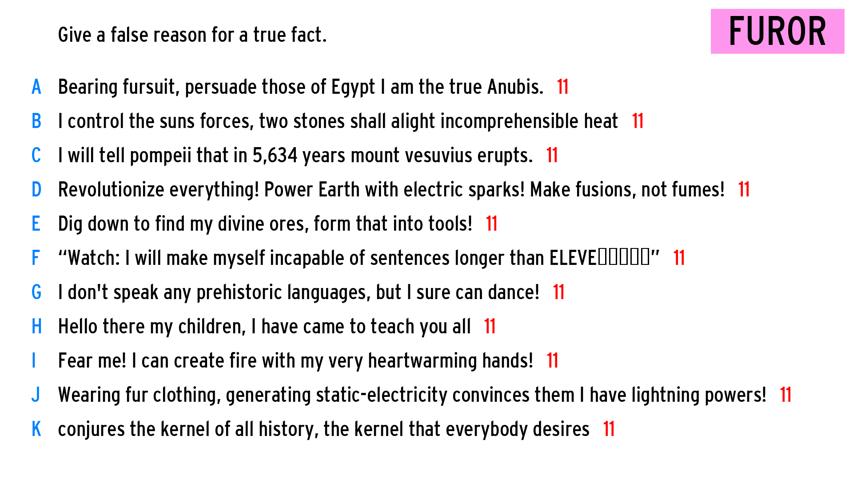 Give a false reason for a true fact.
FUROR
A Bearing fursuit, persuade those of Egypt I am the true Anubis. 11
B I control the suns forces, two stones shall alight incomprehensible heat 11
C I will tell pompeii that in 5,634 years mount vesuvius erupts. 11
D Revolutionize everything! Power Earth with electric sparks! Make fusions, not fumes! 11
E Dig down to find my divine ores, form that into tools! 11
F “Watch: I will make myself incapable of sentences longer than ELEVE▯▯▯▯▯” 11
G I don't speak any prehistoric languages, but I sure can dance! 11
H Hello there my children, I have came to teach you all 11
I Fear me! I can create fire with my very heartwarming hands! 11
J Wearing fur clothing, generating static-electricity convinces them I have lightning powers! 11
K conjures the kernel of all history, the kernel that everybody desires 11